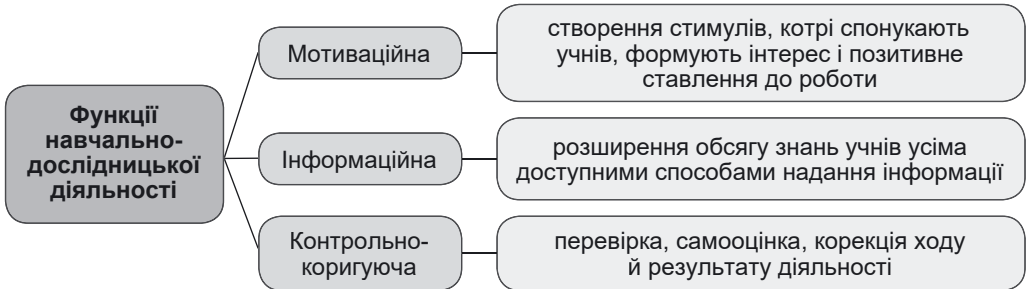 Функції
навчально-
дослідницької
діяльності
Мотиваційна
створення стимулів, котрі спонукають
учнів, формують інтерес і позитивне
ставлення до роботи
Інформаційна
розширення обсягу знань учнів усіма
доступними способами надання інформації
Контрольно-
коригуюча
перевірка, самооцінка, корекція ходу
й результату діяльності